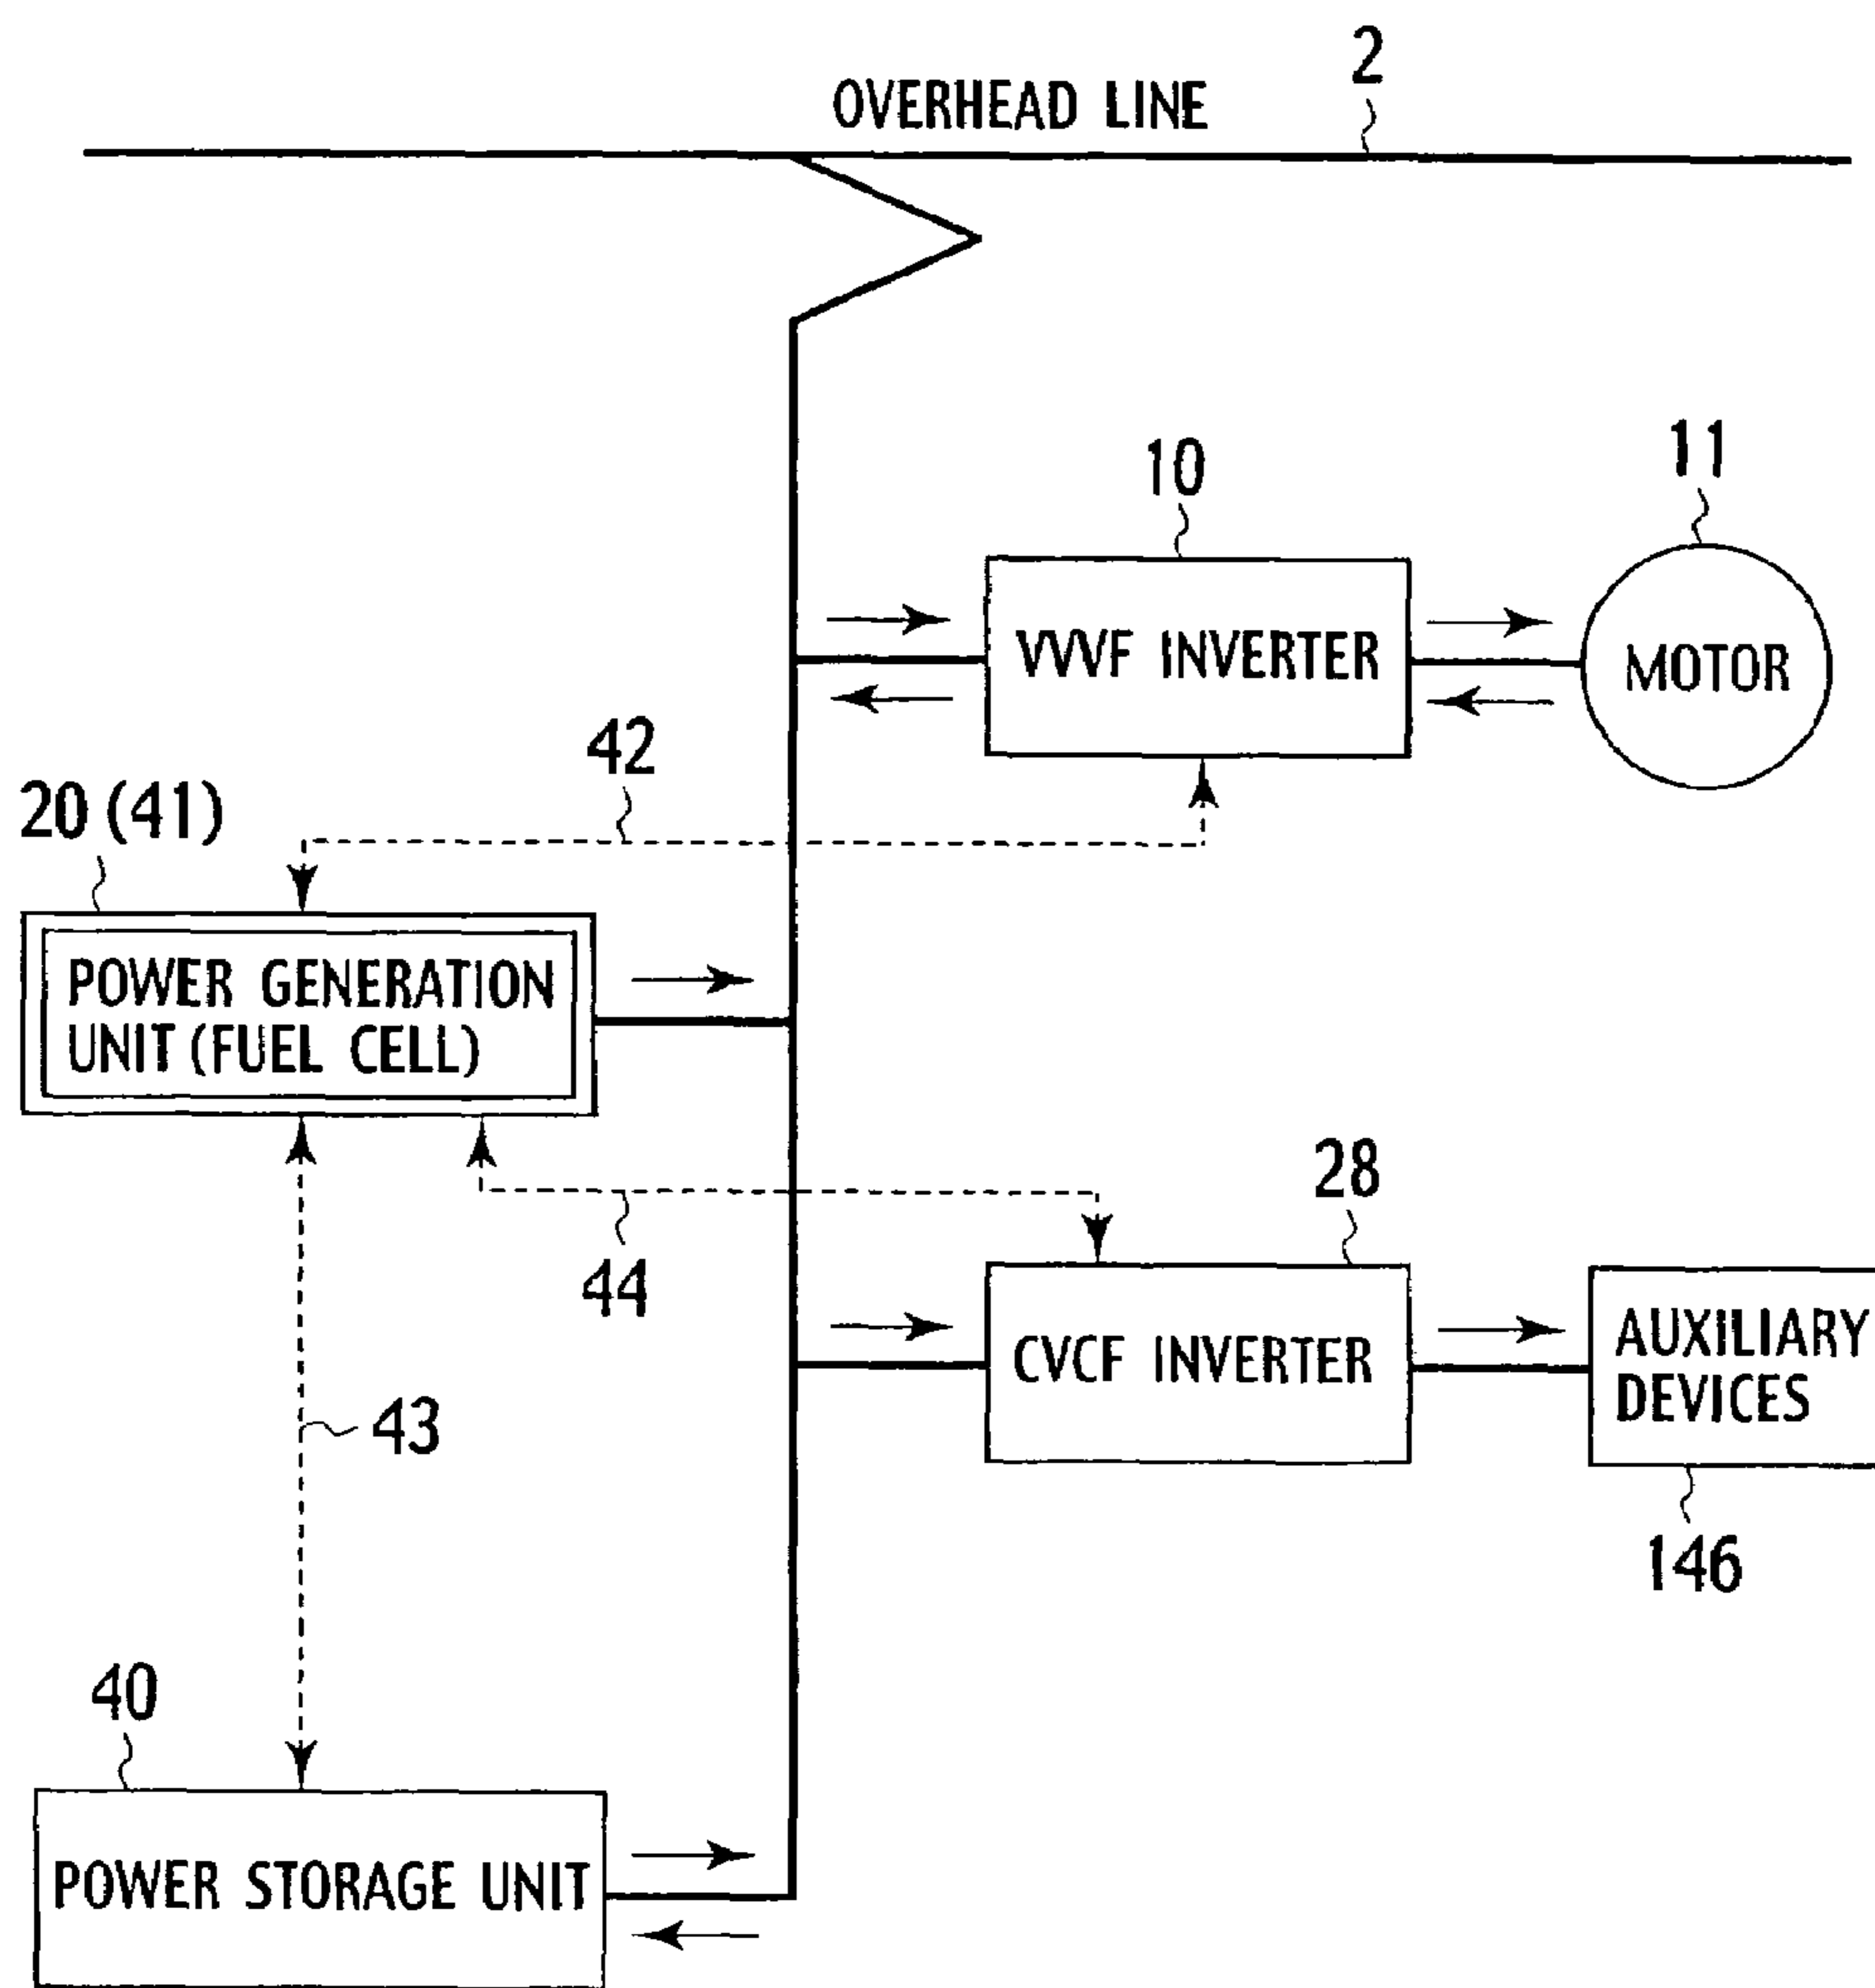 2
OVERHEAD LINE
10
11
VVVF INVERTER
MOTOR
42
20 (41)
POWER GENERATION
UNIT (FUEL CELL)
28
44
CVCF INVERTER
AUXILIARY
DEVICES
43
146
40
POWER STORAGE UNIT